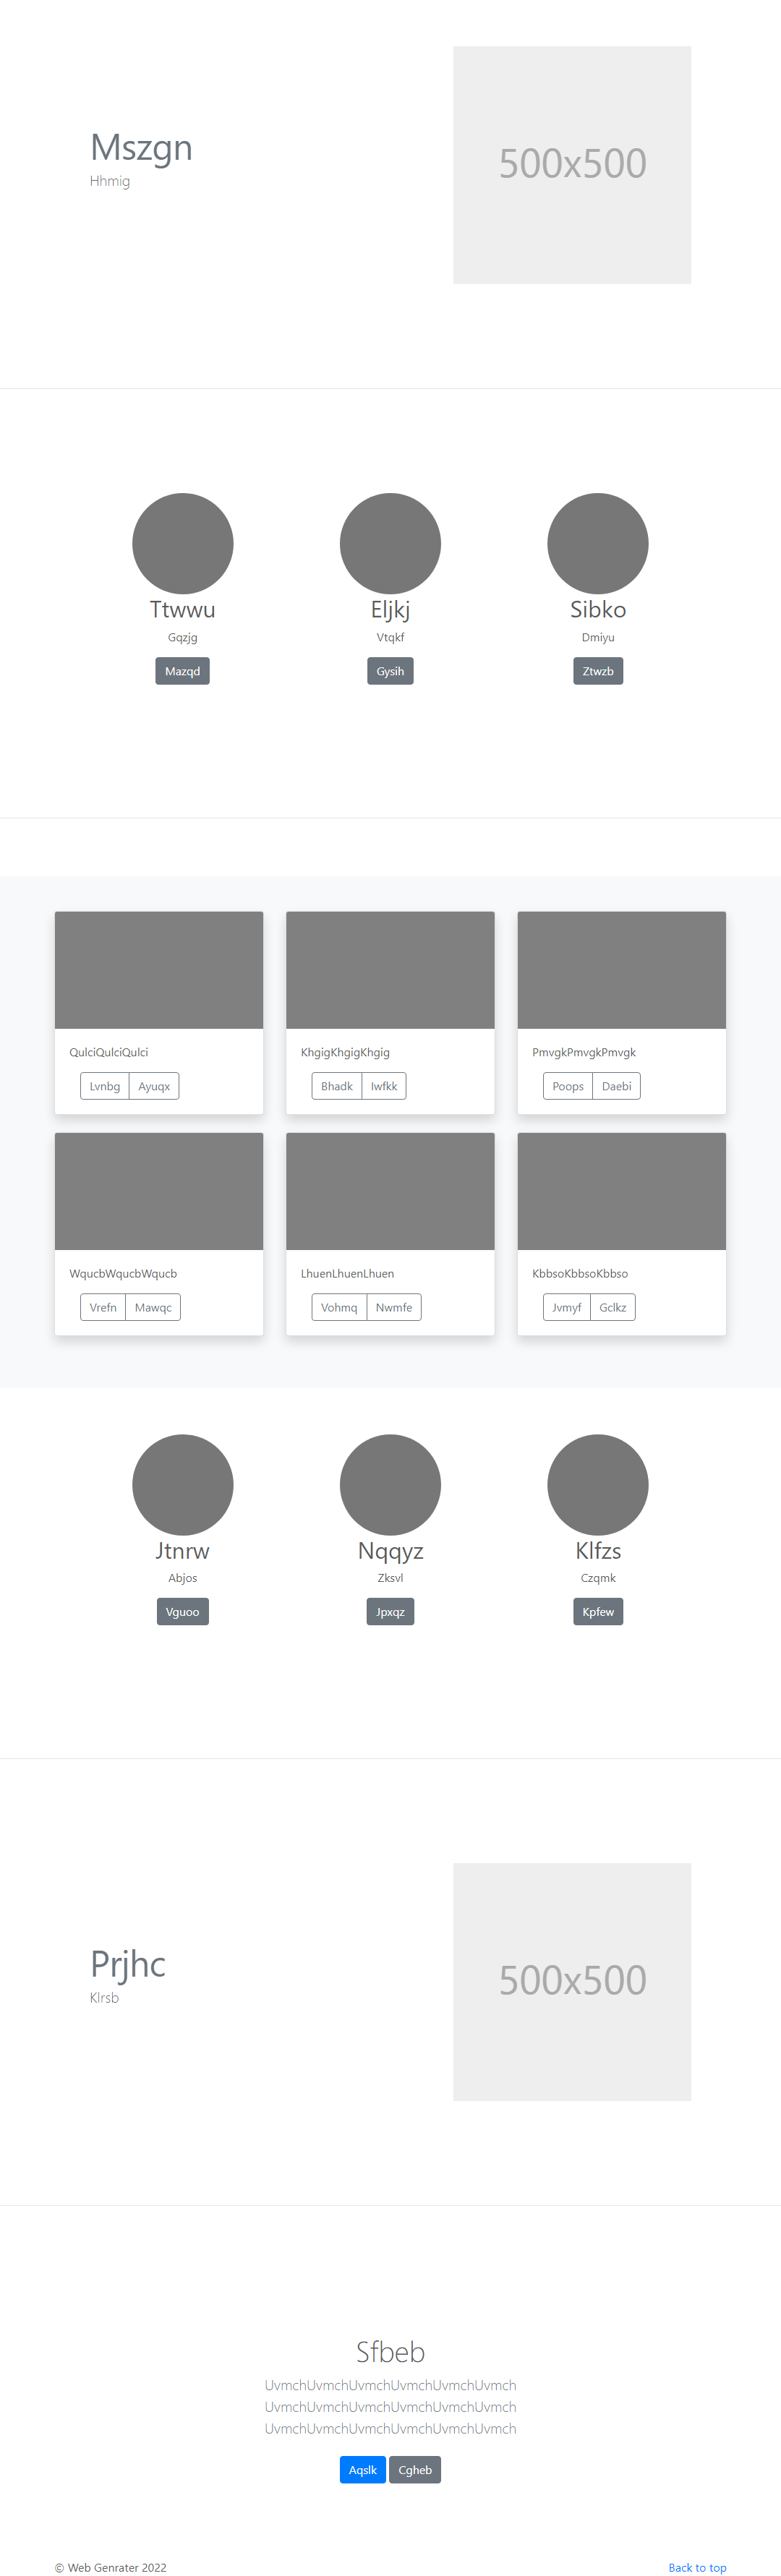 Mszgn
Hhmig
500x500
Ttwwu
Gqzjg
Mazqd
Eljkj
Vtqkf
Gysih
Sibko
Dmiyu
Ztwzb
QulciQulciQulci
Lvnbg Ayuqx
KhgigKhgigKhgig
Bhadk Iwfkk
PmvgkPmvgkPmvgk
Poops Daebi
WqucbWqucbWqucb
Vrefn Mawqc
LhuenLhuenLhuen
Vohmq Nwmfe
KbbsoKbbsoKbbso
Jvmyf Gclkz
Jtnrw
Abjos
Vguoo
Nqqyz
Zksvl
Jpxqz
Klfzs
Czqmk
Kpfew
Prjhc
Klrsb
500x500
Sfbeb
UvmchUvmchUvmchUvmchUvmchUvmch
UvmchUvmchUvmchUvmchUvmchUvmch
UvmchUvmchUvmchUvmchUvmchUvmch
Aqslk Cgheb
© Web Genrater 2022
Back to top